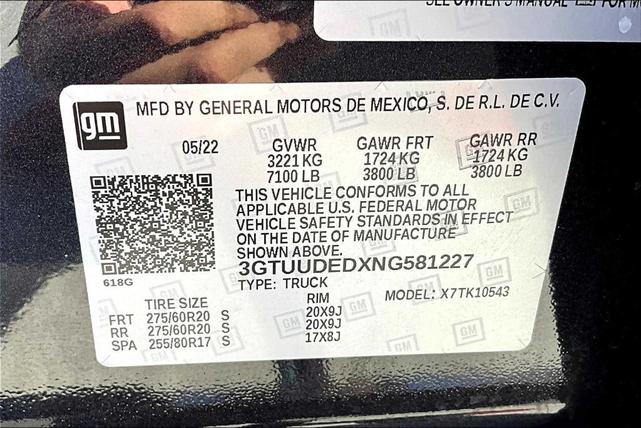 SEE OWNER'S MANUAL
gm
MFD BY GENERAL MOTORS DE MEXICO, S. DE R.L. DE C.V.
05/22 GVWR GAWR FRT GAWR RR
3221 KG 1724 KG 1724 KG
7100 LB 3800 LB 3800 LB
THIS VEHICLE CONFORMS TO ALL
APPLICABLE U.S. FEDERAL MOTOR
VEHICLE SAFETY STANDARDS IN EFFECT
ON THE DATE OF MANUFACTURE
SHOWN ABOVE.
3GTUUDEDXNG581227
618G
TYPE: TRUCK MODEL: X7TK10543
TIRE SIZE RIM
FRT 275/60R20 S 20X9J
RR 275/60R20 S 20X9J
SPA 255/80R17 S 17X8J